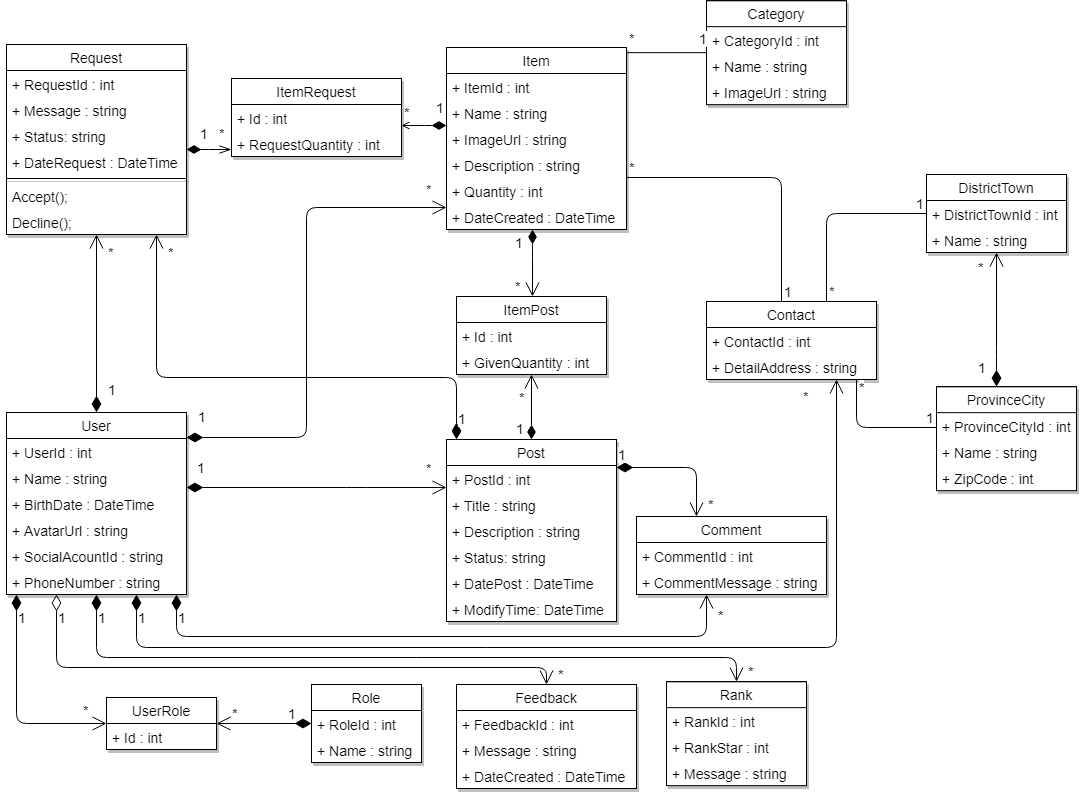 Category
+ CategoryId : int
+ Name : string
+ ImageUrl : string
*
1
Request
+ RequestId : int
+ Message : string
+ Status: string
+ DateRequest : DateTime
Accept();
Decline();
1
*
ItemRequest
+ Id : int
+ RequestQuantity : int
*
1
Item
+ ItemId : int
+ Name : string
+ ImageUrl : string
+ Description : string
+ Quantity : int
+ DateCreated : DateTime
*
*
1
*
*
*
1
DistrictTown
+ DistrictTownId : int
+ Name : string
1
*
*
1
ItemPost
+ Id : int
+ GivenQuantity : int
*
1
1
Contact
+ ContactId : int
+ DetailAddress : string
*
*
1
1
ProvinceCity
+ ProvinceCityId : int
+ Name : string
+ ZipCode : int
User
+ UserId : int
+ Name : string
+ BirthDate : DateTime
+ AvatarUrl : string
+ SocialAcountId : string
+ PhoneNumber : string
1
1
*
Post
+ PostId : int
+ Title : string
+ Description : string
+ Status: string
+ DatePost : DateTime
+ ModifyTime: DateTime
1
*
Comment
+ CommentId : int
+ CommentMessage : string
*
1
1
1
1
1
*
*
*
UserRole
+ Id : int
*
1
Role
+ RoleId : int
+ Name : string
Feedback
+ FeedbackId : int
+ Message : string
+ DateCreated : DateTime
Rank
+ RankId : int
+ RankStar : int
+ Message : string